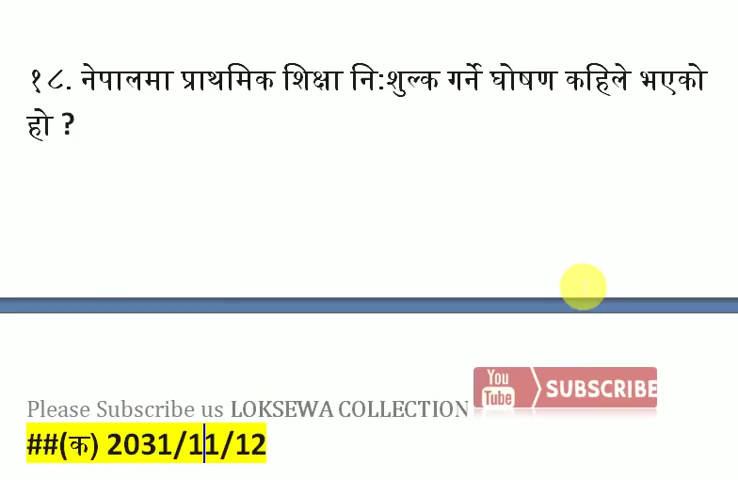 १८. नेपालमा प्राथमिक शिक्षा नि:शुल्क गर्ने घोषण कहिले भएको
हो ?
You
Tube
SUBSCRIBE
Please Subscribe us LOKSEWA COLLECTION
##(क) 2031/11/12